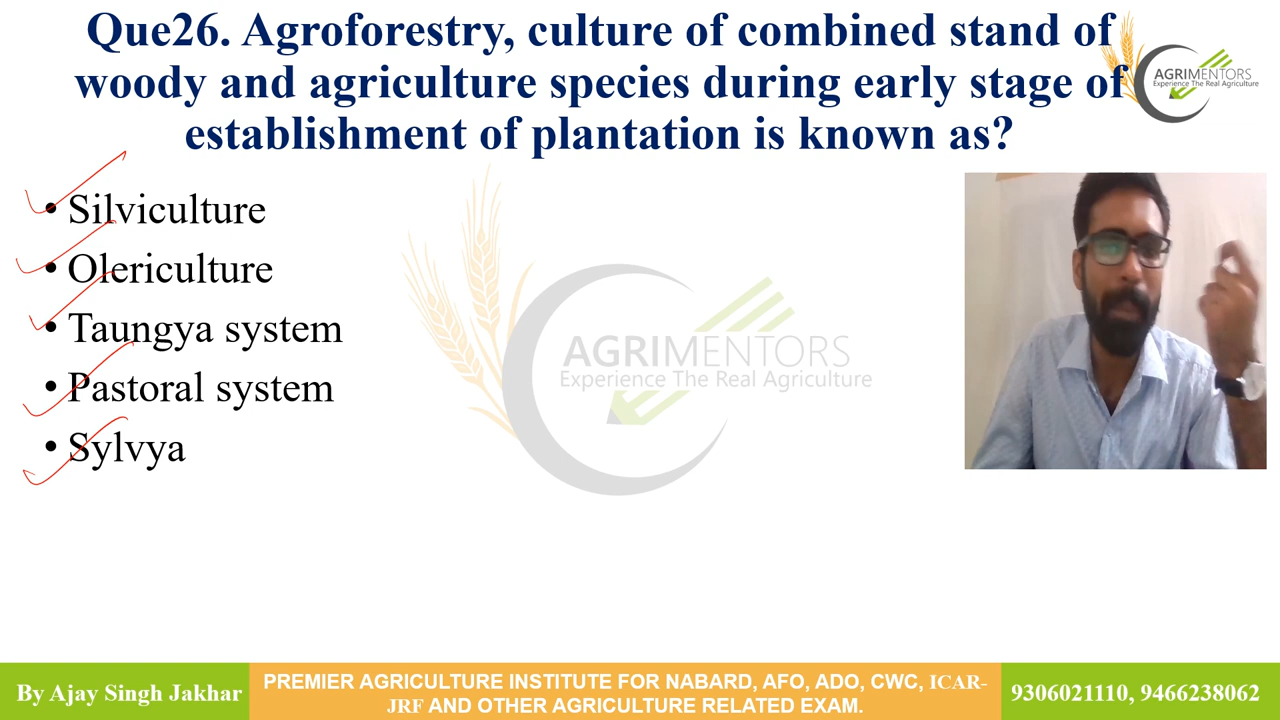 Que26. Agroforestry, culture of combined stand of
woody and agriculture species during early stage of
establishment of plantation is known as?
AGRIMENTORS
Experience The Real Agriculture
• Silviculture
• Olericulture
• Taungya system
• Pastoral system
• Sylvya
AGRIMENTORS
Experience The Real Agriculture
By Ajay Singh Jakhar
PREMIER AGRICULTURE INSTITUTE FOR NABARD, AFO, ADO, CWC, ICAR-
JRF AND OTHER AGRICULTURE RELATED EXAM.
9306021110, 9466238062